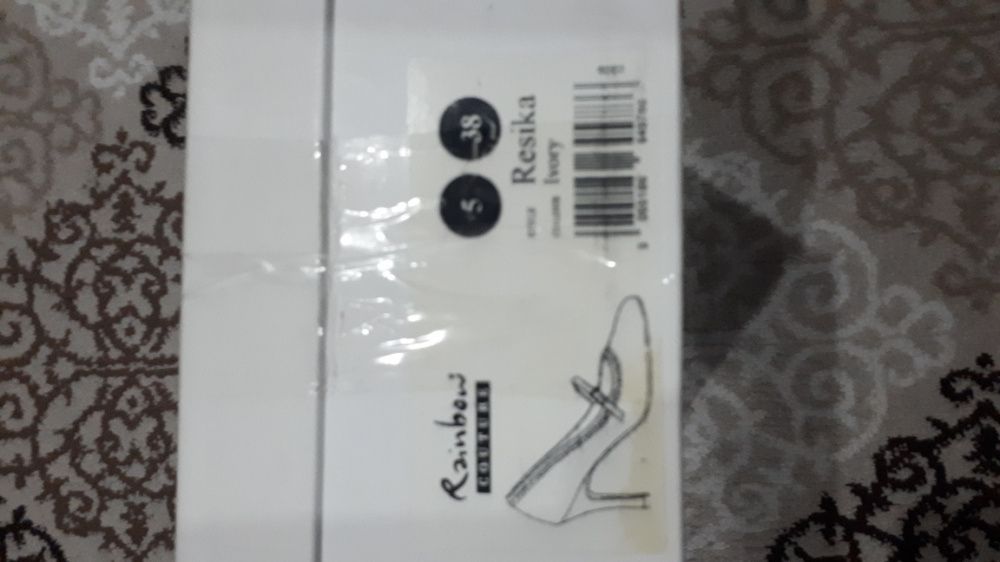 Rainbow
COUTURE
5 38
STYLE Resika
COLOUR Ivory